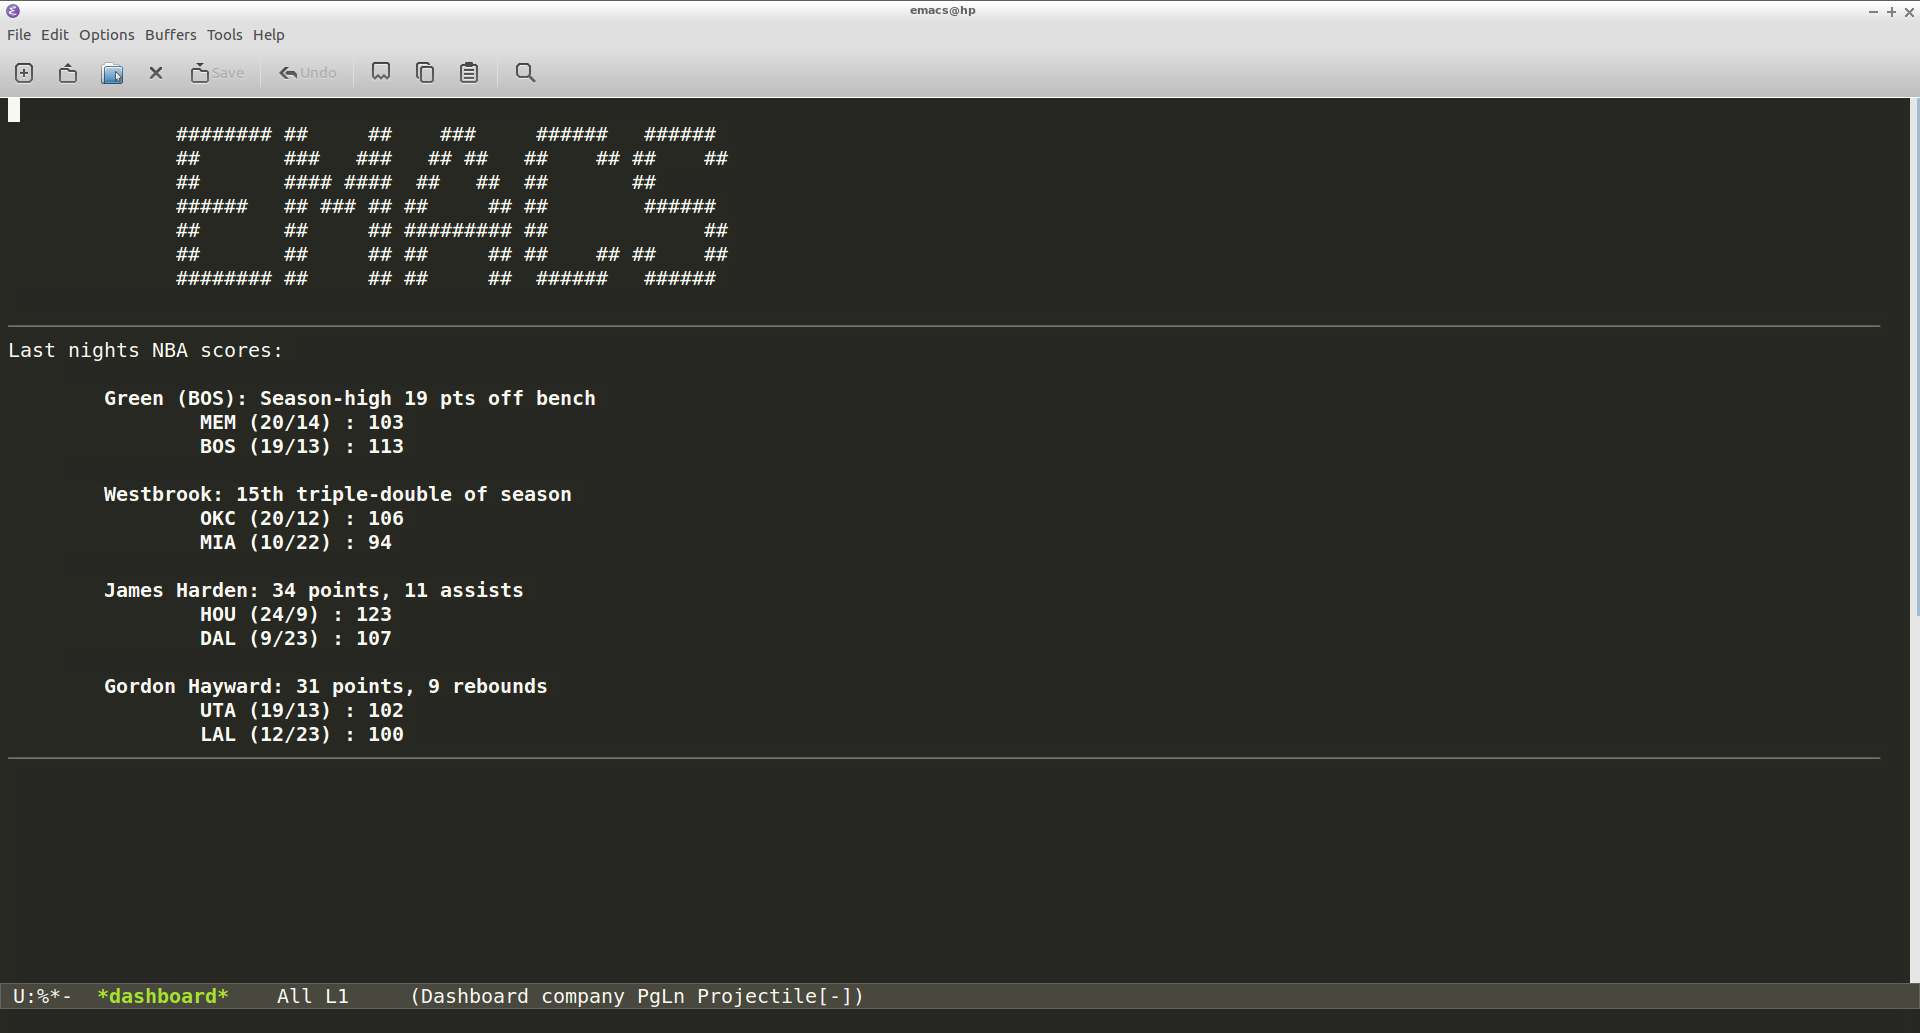 emacs@hp
File Edit Options Buffers Tools Help
Save Undo
######## ##     ##    ###     ######   ######
##       ###   ###   ## ##   ##    ## ##    ##
##       #### ####  ##   ##  ##       ##
######   ## ### ## ##     ## ##        ######
##       ##     ## ######### ##             ##
##       ##     ## ##     ## ##    ## ##    ##
######## ##     ## ##     ##  ######   ######
Last nights NBA scores:
Green (BOS): Season-high 19 pts off bench
MEM (20/14) : 103
BOS (19/13) : 113
Westbrook: 15th triple-double of season
OKC (20/12) : 106
MIA (10/22) : 94
James Harden: 34 points, 11 assists
HOU (24/9) : 123
DAL (9/23) : 107
Gordon Hayward: 31 points, 9 rebounds
UTA (19/13) : 102
LAL (12/23) : 100
U:%*-  *dashboard*    All L1     (Dashboard company PgLn Projectile[-])